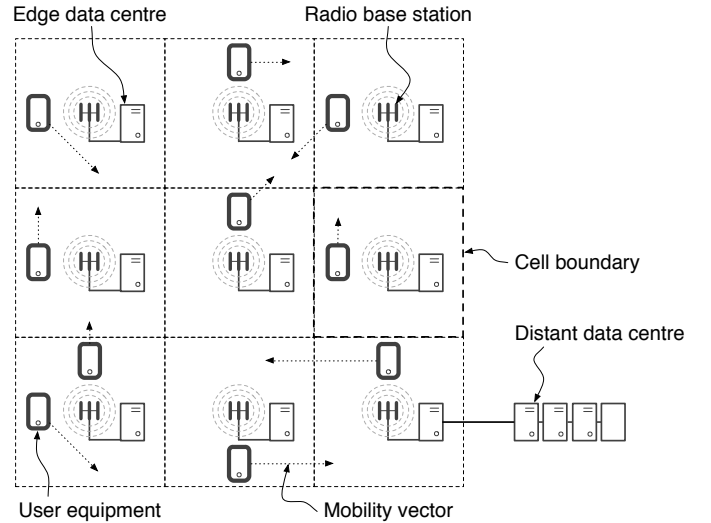 Edge data centre
Radio base station
Cell boundary
Distant data centre
User equipment
Mobility vector